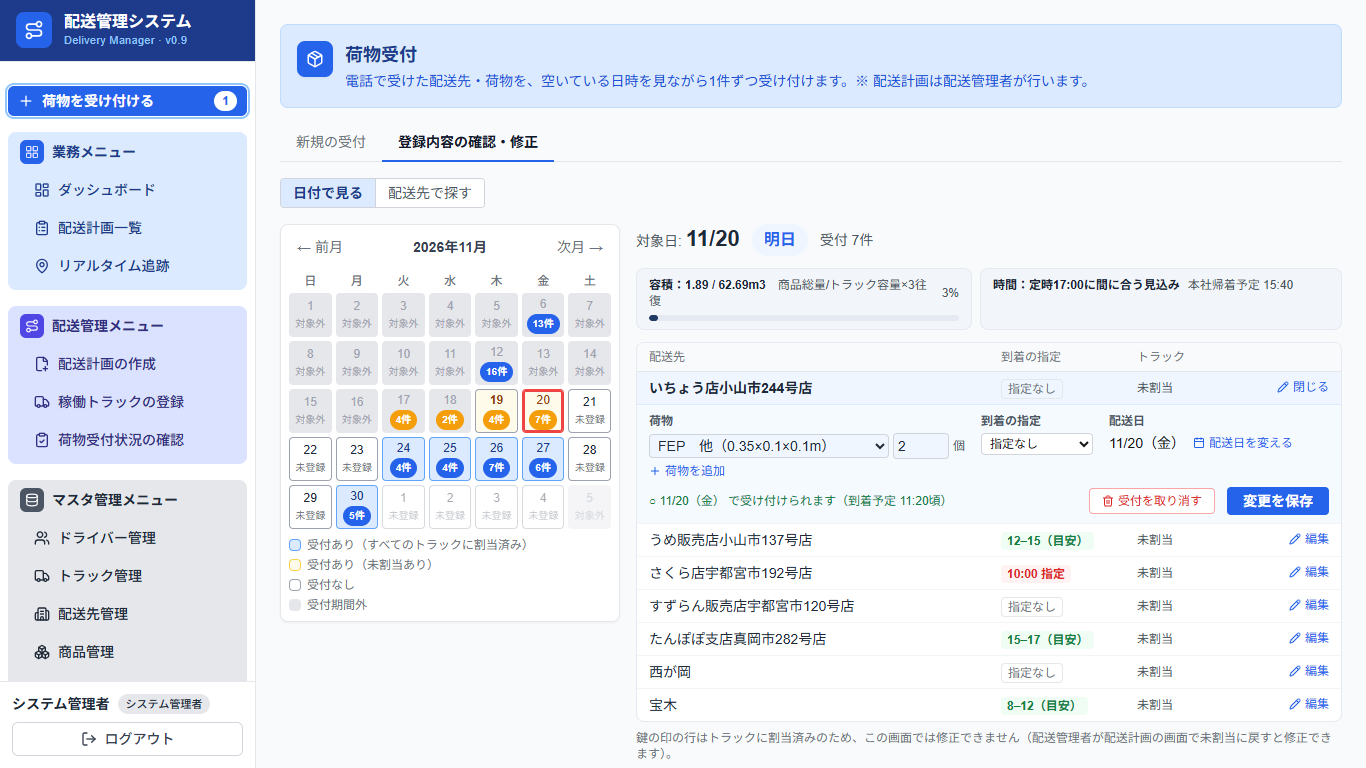 配送管理システム
Delivery Manager · v0.9
荷物を受け付ける 1
業務メニュー
ダッシュボード
配送計画一覧
リアルタイム追跡
配送管理メニュー
配送計画の作成
稼働トラックの登録
荷物受付状況の確認
マスタ管理メニュー
ドライバー管理
トラック管理
配送先管理
商品管理
システム管理者 システム管理者
ログアウト
荷物受付
電話で受けた配送先・荷物を、空いている日時を見ながら1件ずつ受け付けます。※ 配送計画は配送管理者が行います。
新規の受付 登録内容の確認・修正
日付で見る 配送先で探す
← 前月 2026年11月 次月 →
日 月 火 水 木 金 土
1 2 3 4 5 6 7
対象外 対象外 対象外 対象外 対象外 13件 対象外
8 9 10 11 12 13 14
対象外 対象外 対象外 対象外 16件 対象外 対象外
15 16 17 18 19 20 21
対象外 対象外 4件 2件 4件 7件 未登録
22 23 24 25 26 27 28
未登録 未登録 4件 4件 7件 6件 未登録
29 30 1 2 3 4 5
未登録 5件 未登録 未登録 未登録 未登録 対象外
受付あり（すべてのトラックに割当済み）
受付あり（未割当あり）
受付なし
受付期間外
対象日: 11/20 明日 受付 7件
容積：1.89 / 62.69m3 商品総量/トラック容量×3往
復
3%
時間：定時17:00に間に合う見込み 本社帰着予定 15:40
配送先 到着の指定 トラック
いちょう店小山市244号店 指定なし 未割当 閉じる
荷物 到着の指定 配送日
FEP 他（0.35×0.1×0.1m） 2 個 指定なし 11/20（金） 配送日を変える
＋ 荷物を追加
○ 11/20（金） で受け付けられます（到着予定 11:20頃） 受付を取り消す 変更を保存
うめ販売店小山市137号店 12–15（目安） 未割当 編集
さくら店宇都宮市192号店 10:00 指定 未割当 編集
すずらん販売店宇都宮市120号店 指定なし 未割当 編集
たんぽぽ支店真岡市282号店 15–17（目安） 未割当 編集
西が岡 指定なし 未割当 編集
宝木 8–12（目安） 未割当 編集
鍵の印の行はトラックに割当済みのため、この画面では修正できません（配送管理者が配送計画の画面で未割当に戻すと修正でき
ます）。